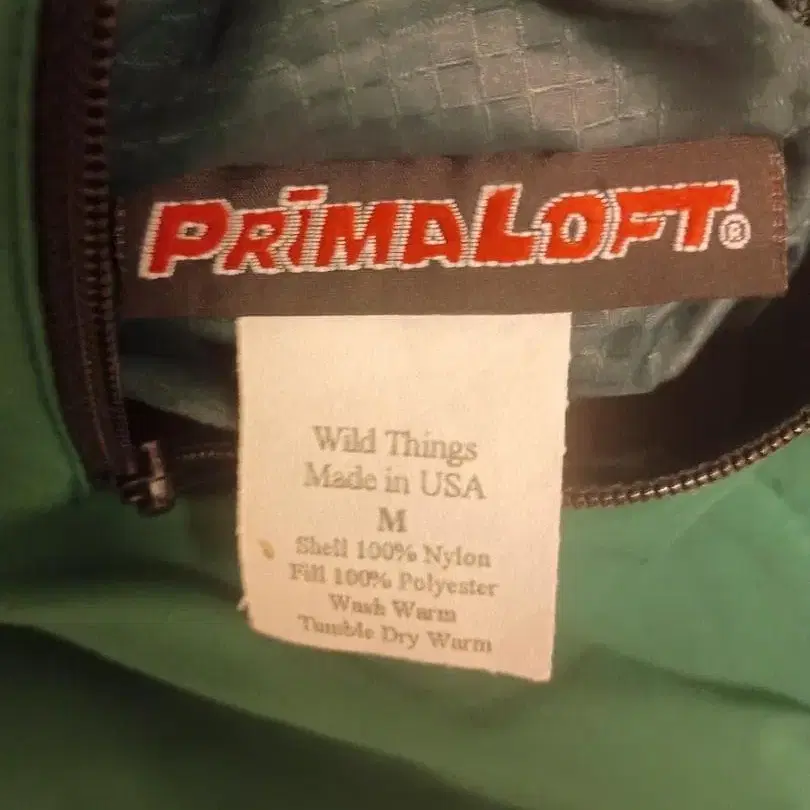 PRIMALOFT®
Wild Things
Made in USA
M
Shell 100% Nylon
Fill 100% Polyester
Wash Warm
Tumble Dry Warm